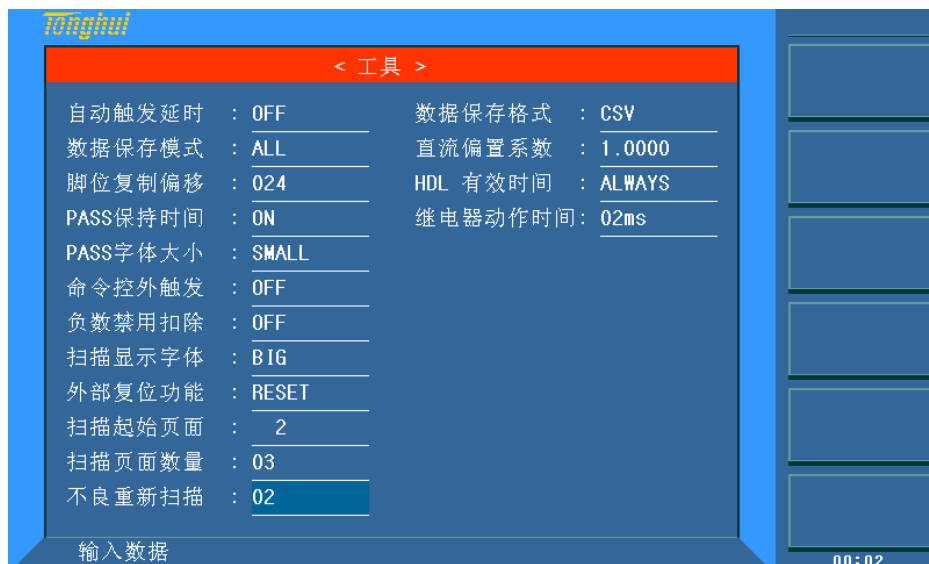 Tonghui
< 工具 >
自动触发延时 : OFF
数据保存模式 : ALL
脚位复制偏移 : 024
PASS保持时间 : ON
PASS字体大小 : SMALL
命令控外触发 : OFF
负数禁用扣除 : OFF
扫描显示字体 : BIG
外部复位功能 : RESET
扫描起始页面 : 2
扫描页面数量 : 03
不良重新扫描 : 02
数据保存格式 : CSV
直流偏置系数 : 1.0000
HDL 有效时间 : ALWAYS
继电器动作时间: 02ms
输入数据
00:02